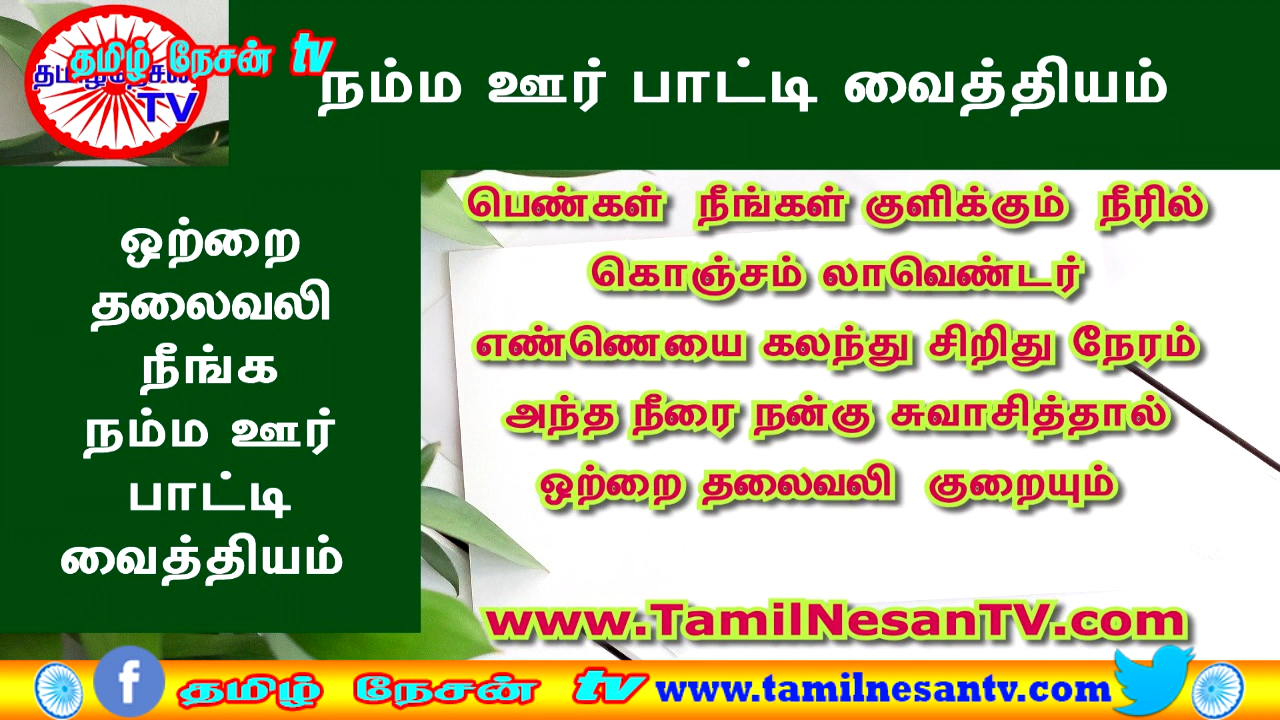 தமிழ் நேசன் tv
TV
நம்ம ஊர் பாட்டி வைத்தியம்
ஒற்றை
தலைவலி
நீங்க
நம்ம ஊர்
பாட்டி
வைத்தியம்
பெண்கள் நீங்கள் குளிக்கும் நீரில்
கொஞ்சம் லாவெண்டர்
எண்ணெயை கலந்து சிறிது நேரம்
அந்த நீரை நன்கு சுவாசித்தால்
ஒற்றை தலைவலி குறையும்
www.TamilNesanTV.com
f தமிழ் நேசன் tv www.tamilnesantv.com